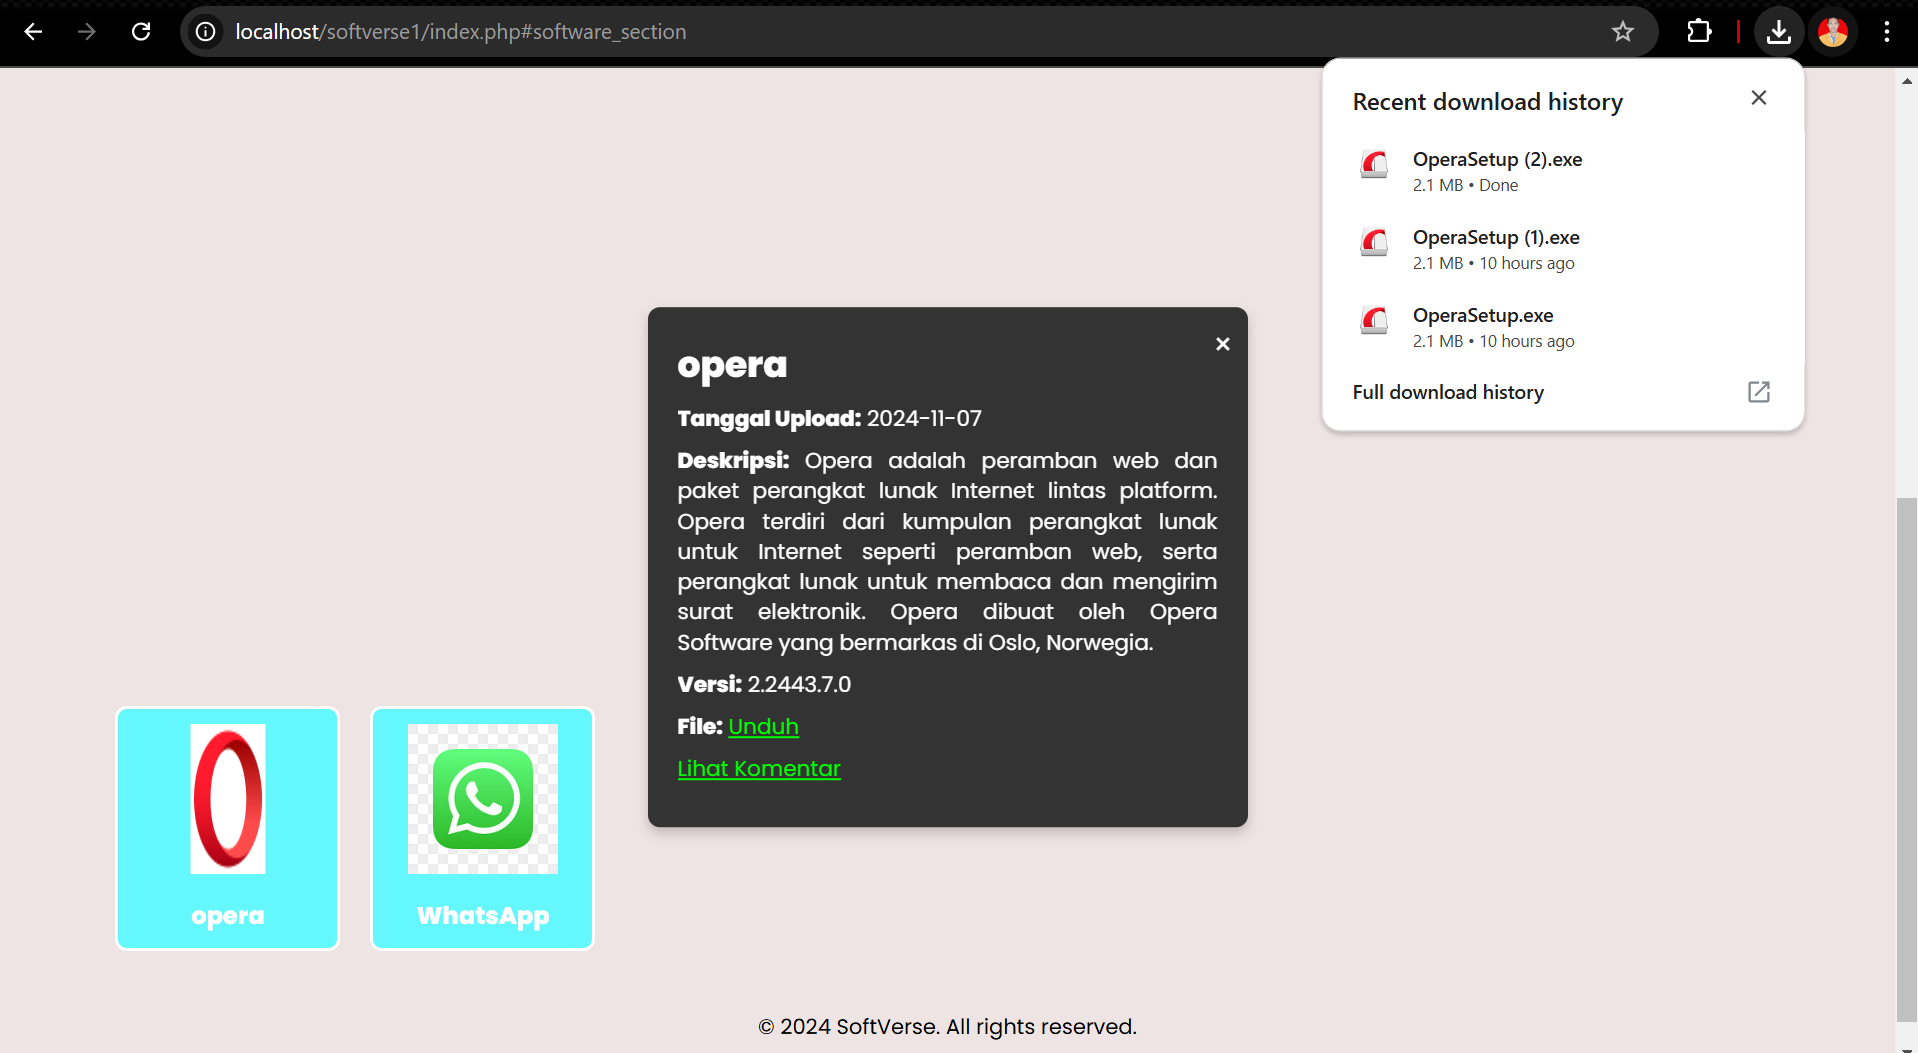 localhost/softverse1/index.php#software_section
Recent download history
OperaSetup (2).exe
2.1 MB • Done
OperaSetup (1).exe
2.1 MB • 10 hours ago
OperaSetup.exe
2.1 MB • 10 hours ago
Full download history
opera
Tanggal Upload: 2024-11-07
Deskripsi: Opera adalah peramban web dan
paket perangkat lunak Internet lintas platform.
Opera terdiri dari kumpulan perangkat lunak
untuk Internet seperti peramban web, serta
perangkat lunak untuk membaca dan mengirim
surat elektronik. Opera dibuat oleh Opera
Software yang bermarkas di Oslo, Norwegia.
Versi: 2.2443.7.0
File: Unduh
Lihat Komentar
opera
WhatsApp
© 2024 SoftVerse. All rights reserved.